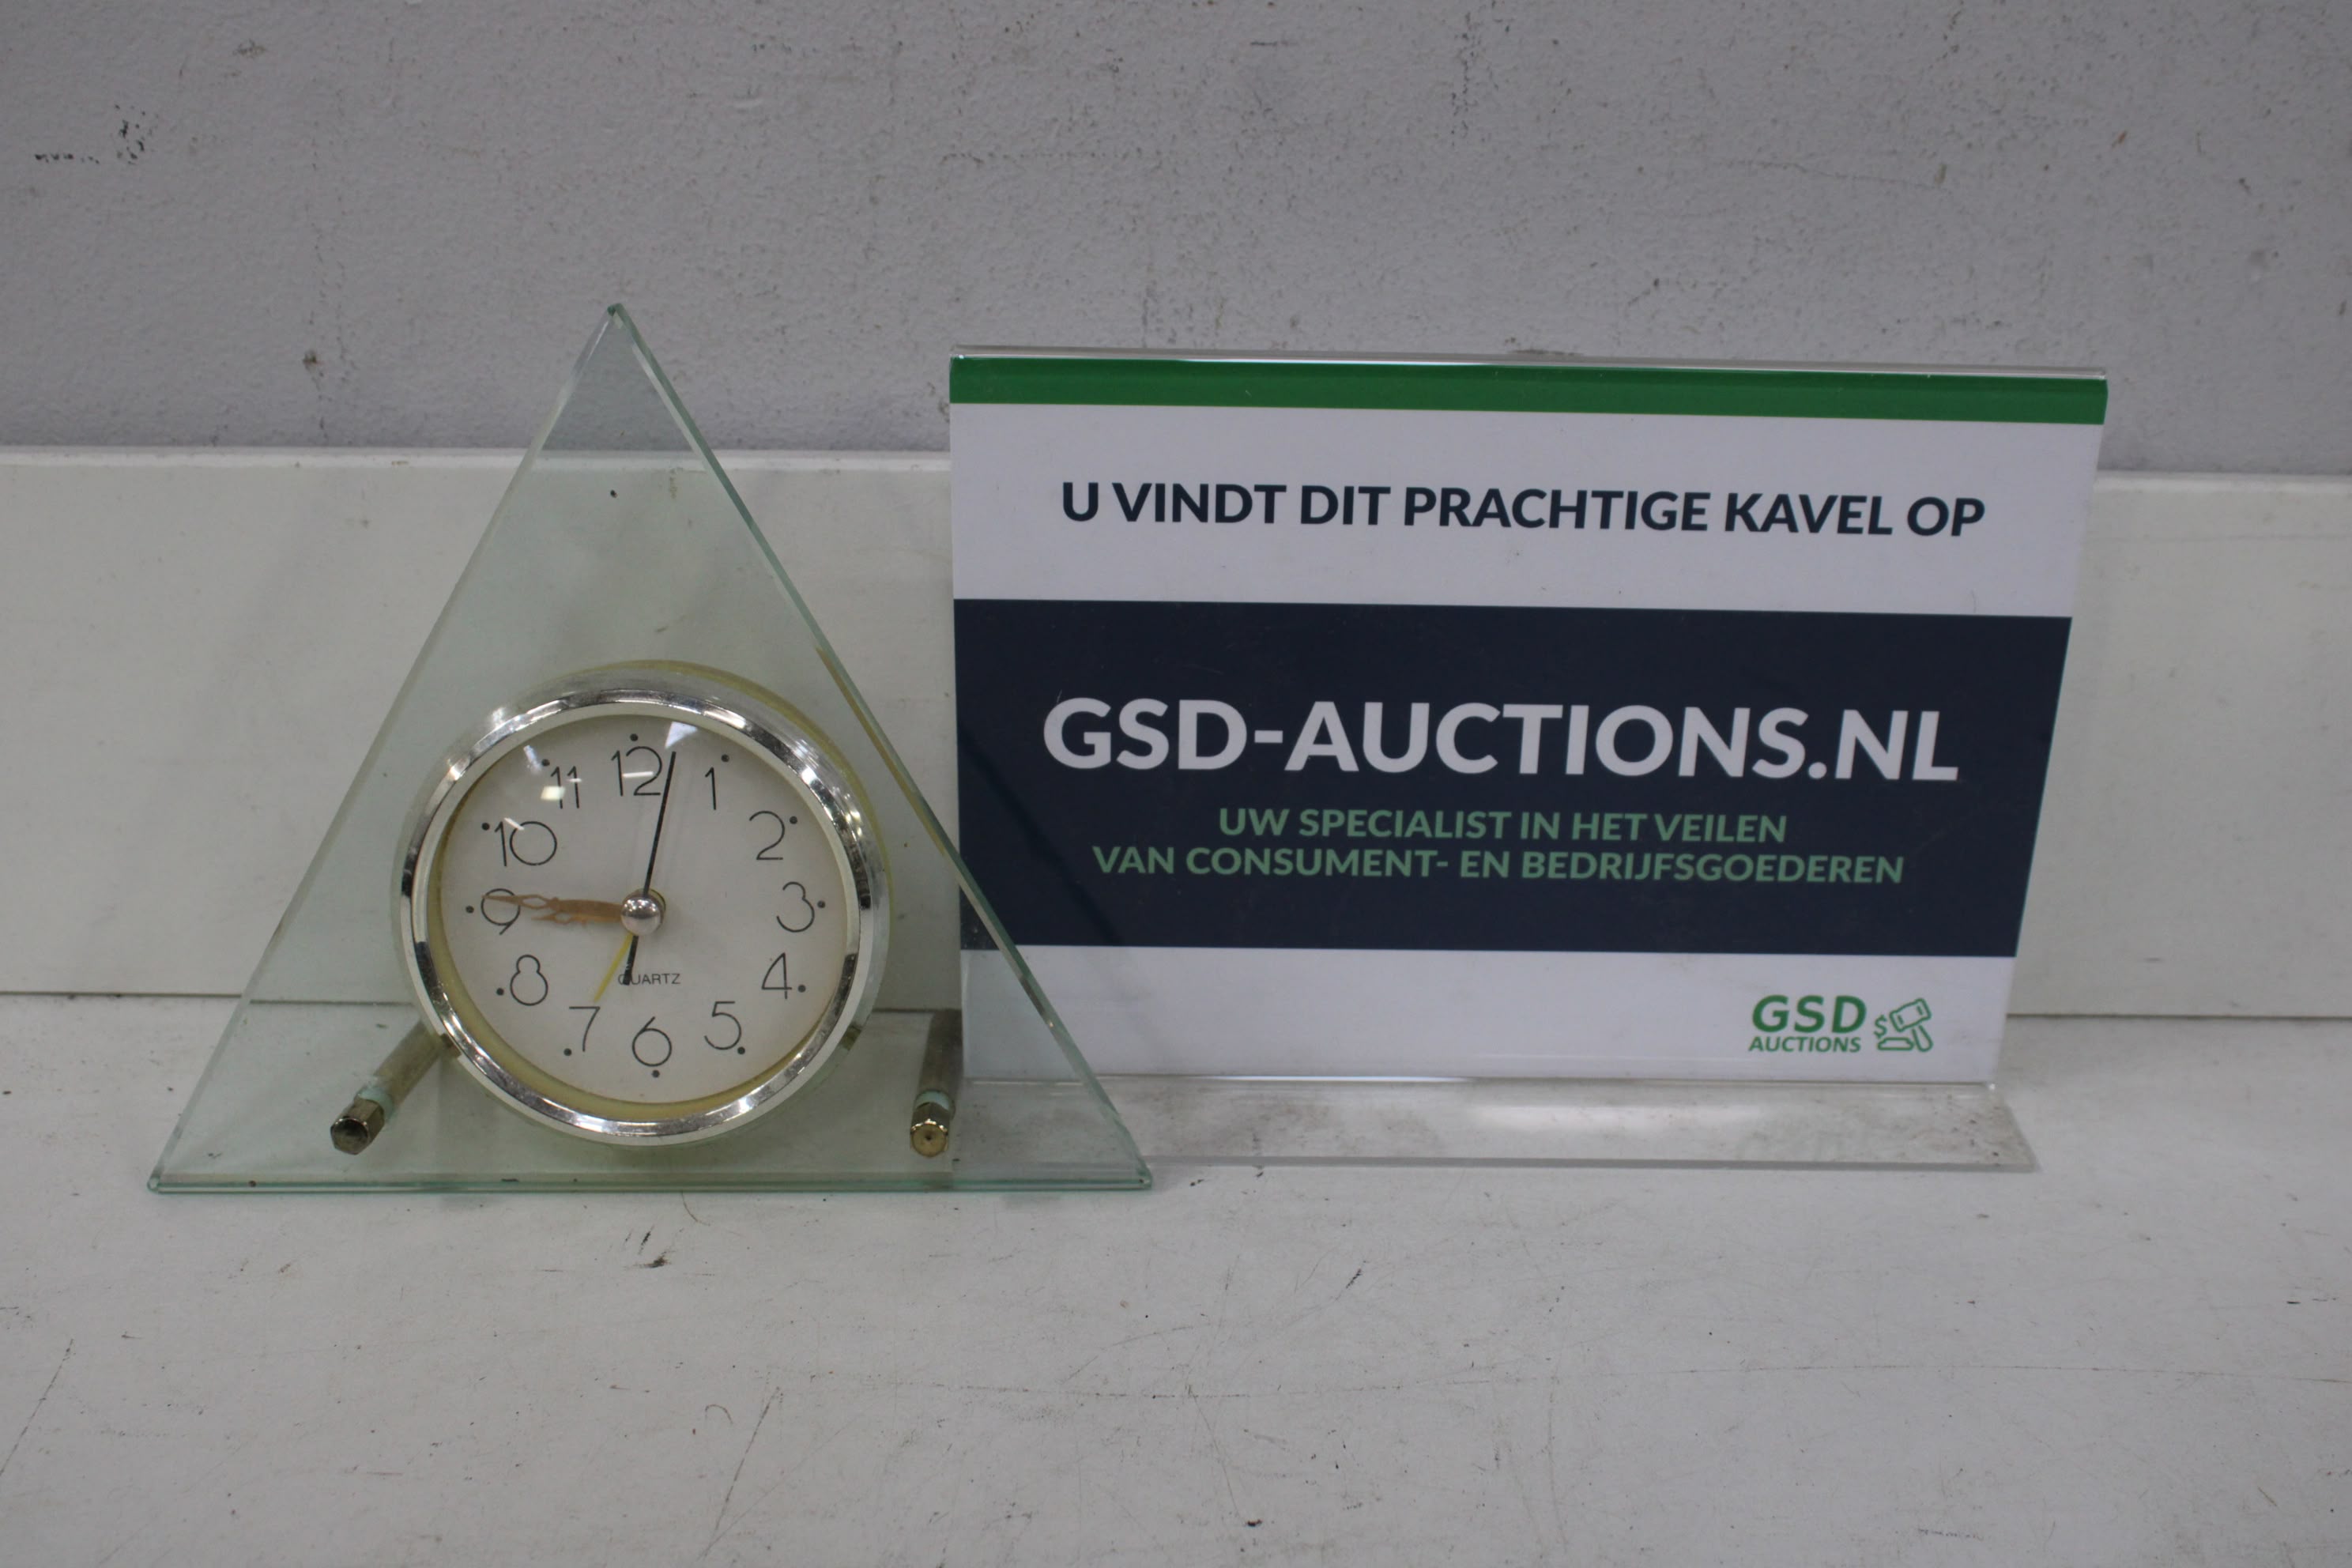 12
1
2
3
4
5
6
7
8
9
10
11
QUARTZ
U VINDT DIT PRACHTIGE KAVEL OP
GSD-AUCTIONS.NL
UW SPECIALIST IN HET VEILEN
VAN CONSUMENT- EN BEDRIJFSGOEDEREN
GSD
AUCTIONS
$